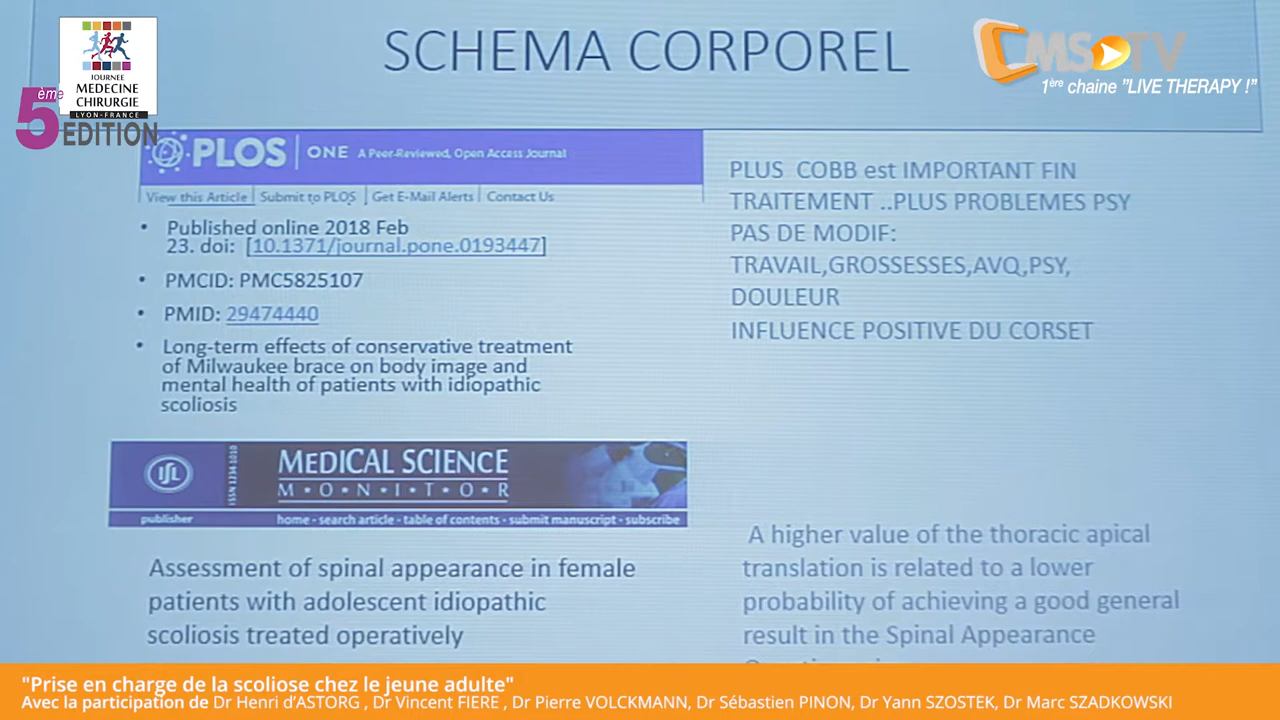 SCHEMA CORPOREL
JOURNEE
MEDECINE
CHIRURGIE
LYON-FRANCE
5ème
EDITION
CMS TV
1ère chaine "LIVE THERAPY !"
PLOS | ONE A Peer-Reviewed, Open Access Journal
View this Article | Submit to PLOS | Get E-Mail Alerts | Contact Us
• Published online 2018 Feb
23. doi: [10.1371/journal.pone.0193447]
• PMCID: PMC5825107
• PMID: 29474440
• Long-term effects of conservative treatment
of Milwaukee brace on body image and
mental health of patients with idiopathic
scoliosis
PLUS COBB est IMPORTANT FIN
TRAITEMENT ..PLUS PROBLEMES PSY
PAS DE MODIF:
TRAVAIL,GROSSESSES,AVQ,PSY,
DOULEUR
INFLUENCE POSITIVE DU CORSET
ISL
publisher
ISSN 1234-1010
MEDICAL SCIENCE
M•O•N•I•T•O•R
home - search article - table of contents - submit manuscript - subscribe
Assessment of spinal appearance in female
patients with adolescent idiopathic
scoliosis treated operatively
A higher value of the thoracic apical
translation is related to a lower
probability of achieving a good general
result in the Spinal Appearance
"Prise en charge de la scoliose chez le jeune adulte"
Avec la participation de Dr Henri d'ASTORG , Dr Vincent FIERE , Dr Pierre VOLCKMANN, Dr Sébastien PINON, Dr Yann SZOSTEK, Dr Marc SZADKOWSKI